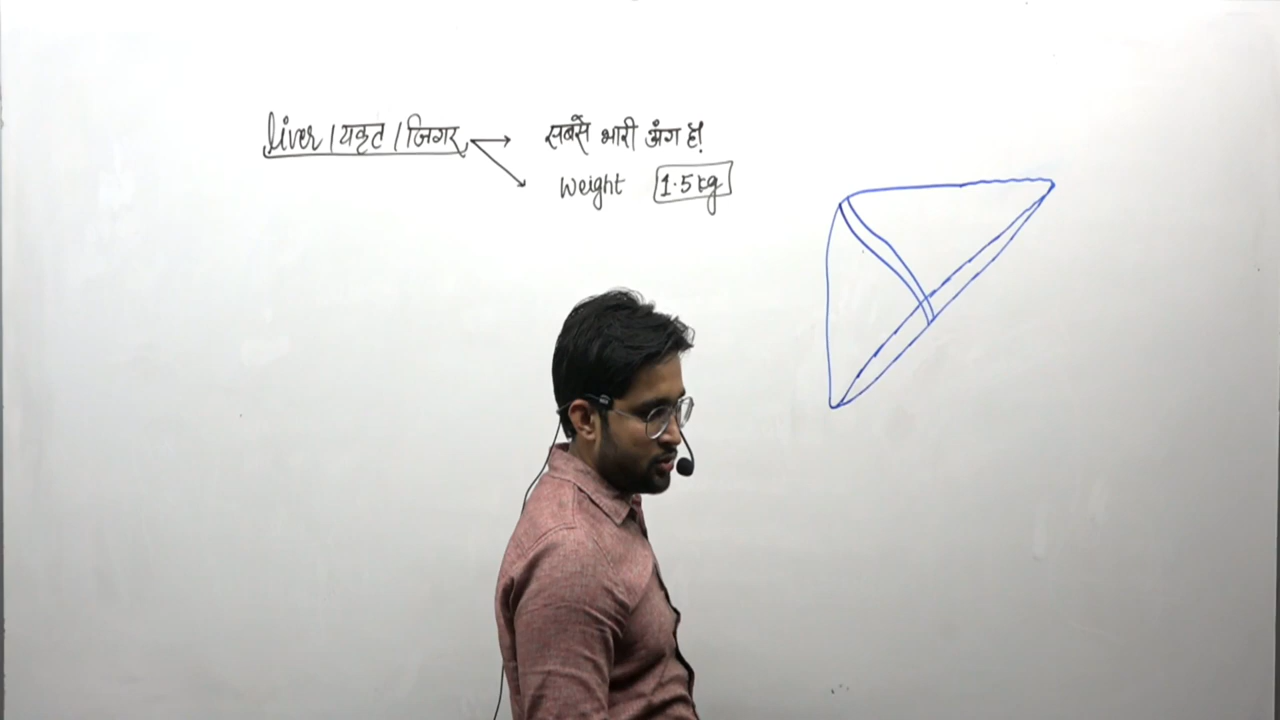 Liver / यकृत / जिगर → सबसे भारी अंग है!
Weight 1.5 kg